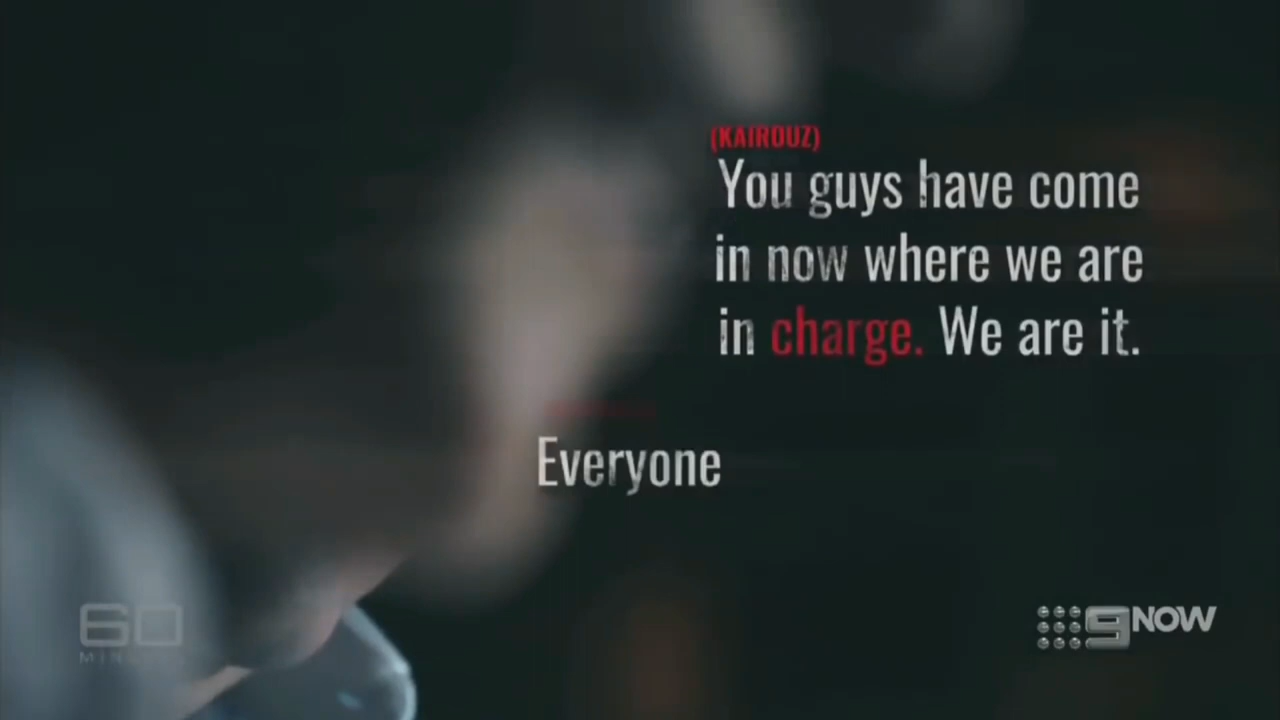 (KAIROUZ)
You guys have come
in now where we are
in charge. We are it.
Everyone
60
MINUTES
9NOW